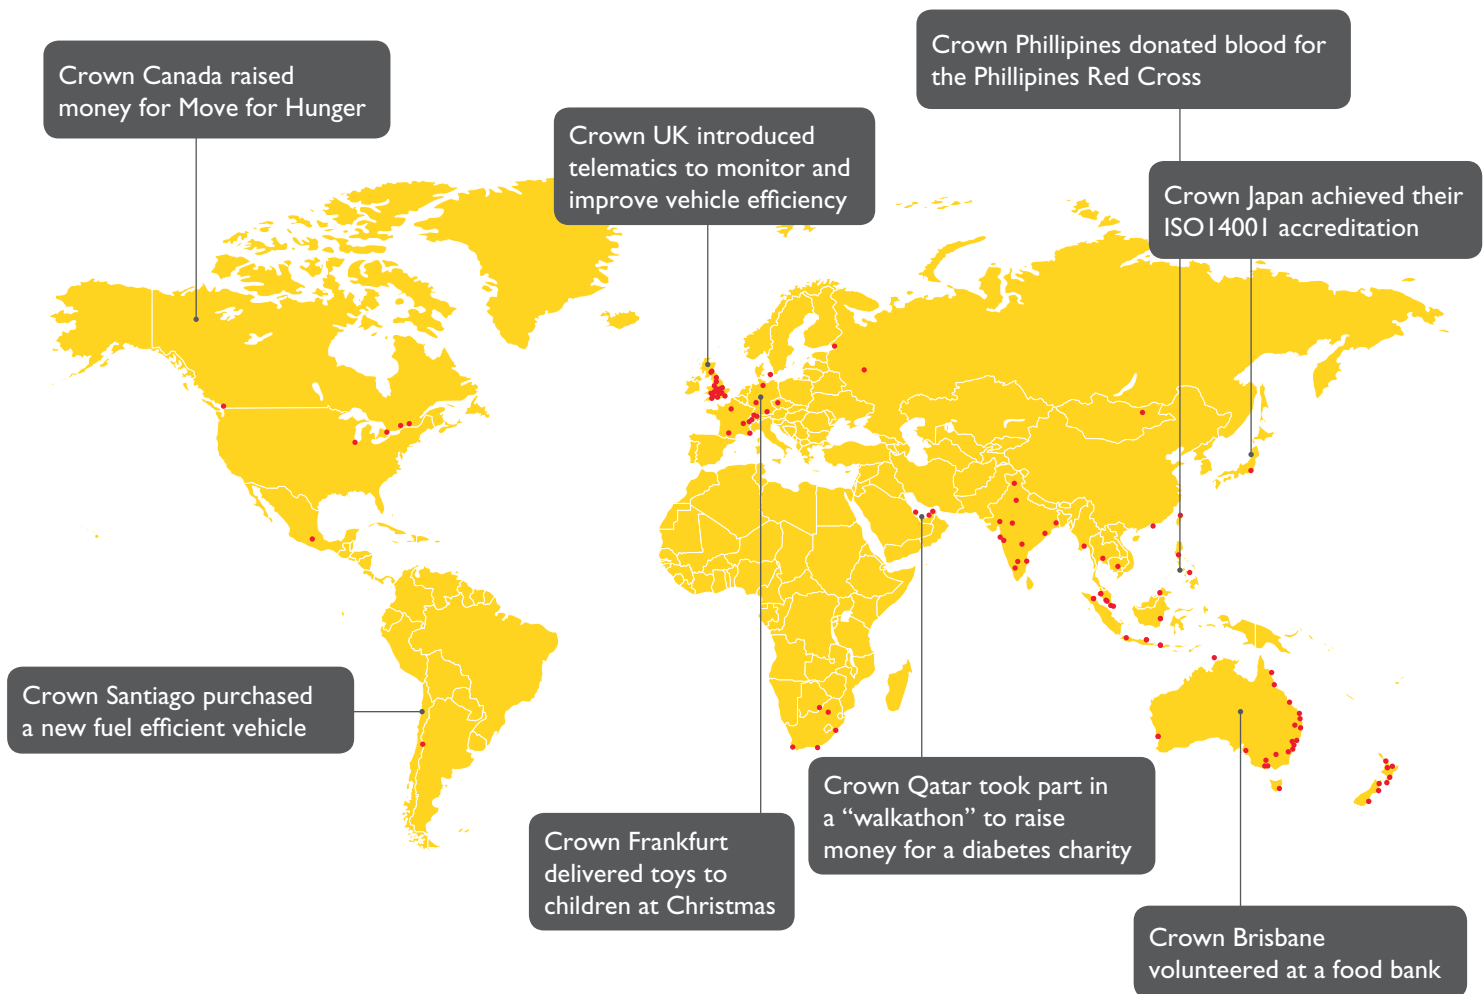 Crown Canada raised
money for Move for Hunger
Crown UK introduced
telematics to monitor and
improve vehicle efficiency
Crown Phillipines donated blood for
the Phillipines Red Cross
Crown Japan achieved their
ISO14001 accreditation
Crown Santiago purchased
a new fuel efficient vehicle
Crown Frankfurt
delivered toys to
children at Christmas
Crown Qatar took part in
a “walkathon” to raise
money for a diabetes charity
Crown Brisbane
volunteered at a food bank